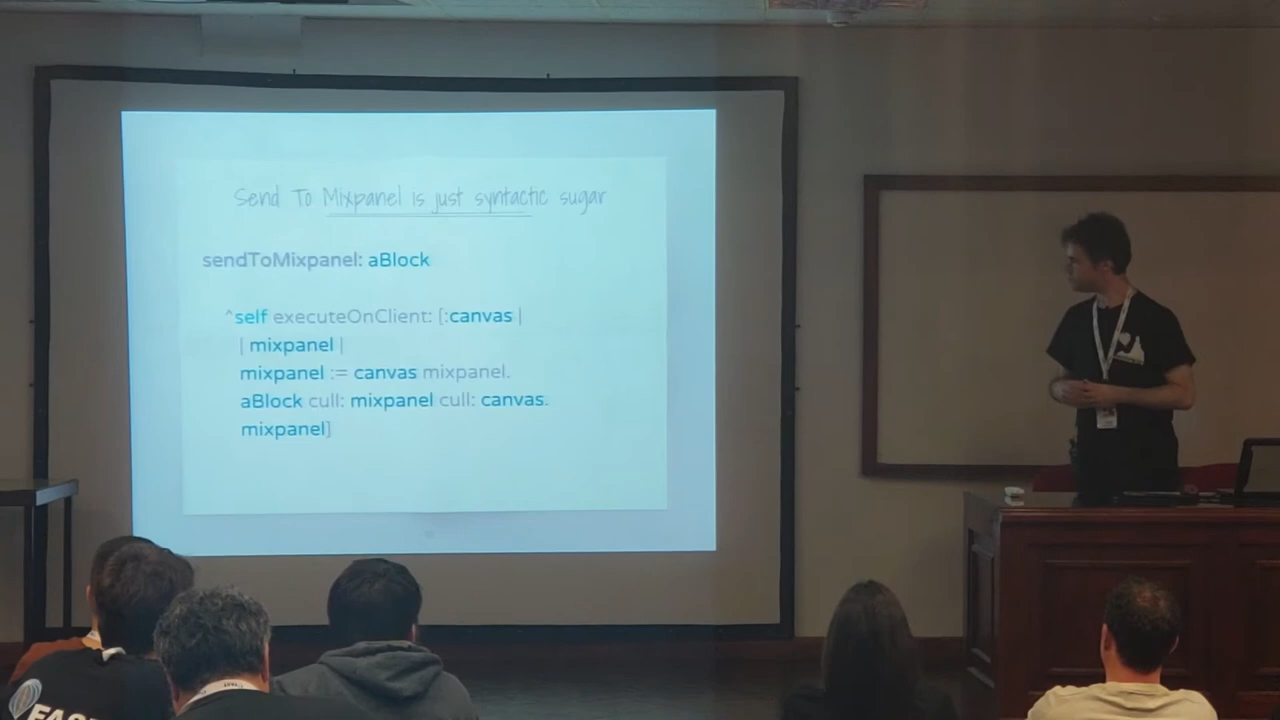 Send To Mixpanel is just syntactic sugar
sendToMixpanel: aBlock
^self executeOnClient: [:canvas |
| mixpanel |
mixpanel := canvas mixpanel.
aBlock cull: mixpanel cull: canvas.
mixpanel]